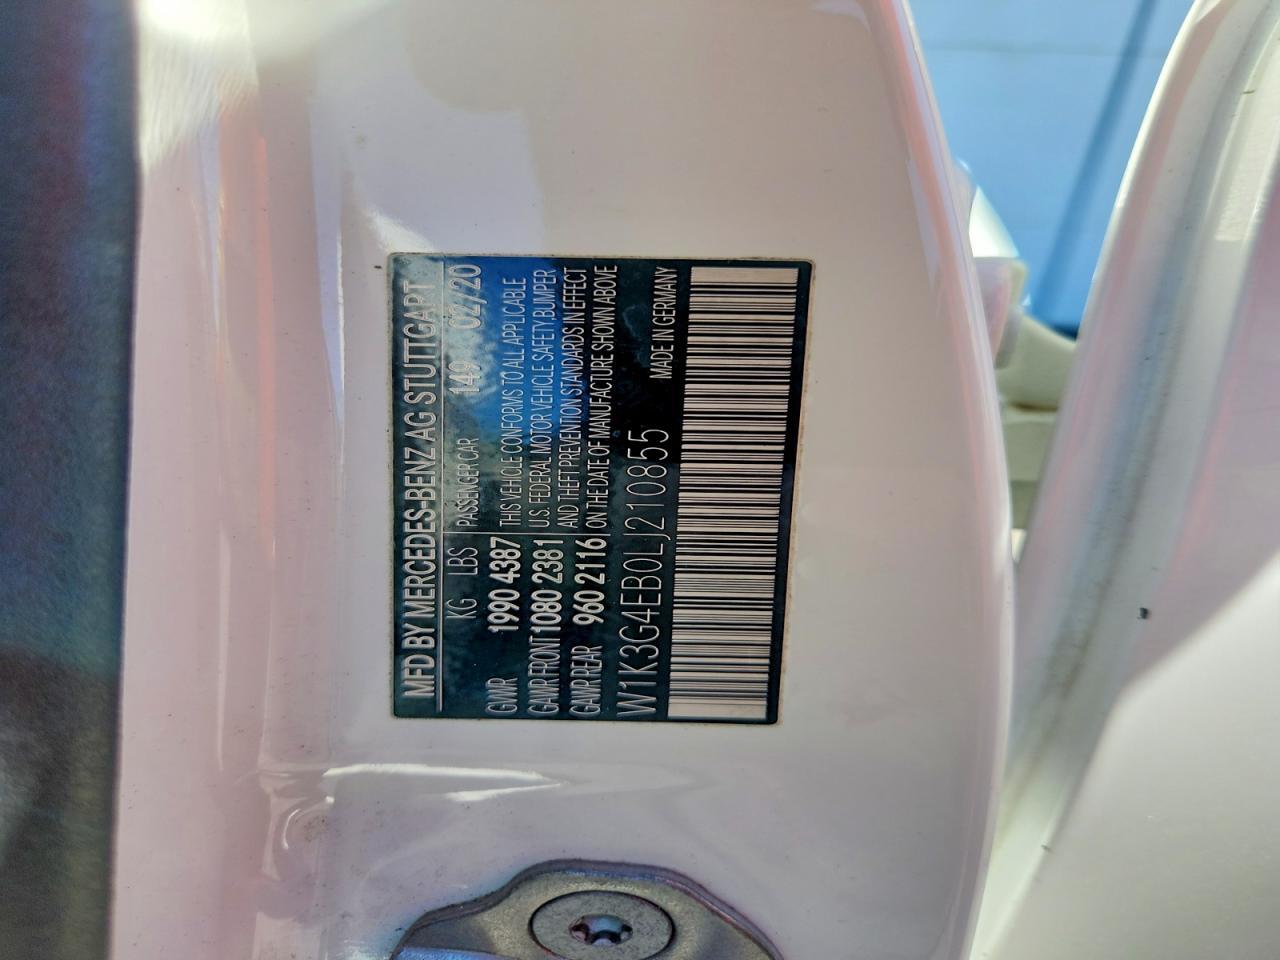 MFD BY MERCEDES-BENZ AG STUTTGART
KG LBS PASSENGER CAR 149 02/20
GWR 1990 4387 THIS VEHICLE CONFORMS TO ALL APPLICABLE
GAWR FRONT 1080 2381 U.S. FEDERAL MOTOR VEHICLE SAFETY BUMPER
GAWR REAR 960 2116 AND THEFT PREVENTION STANDARDS IN EFFECT
ON THE DATE OF MANUFACTURE SHOWN ABOVE
W1K3G4EB0LJ210855 MADE IN GERMANY